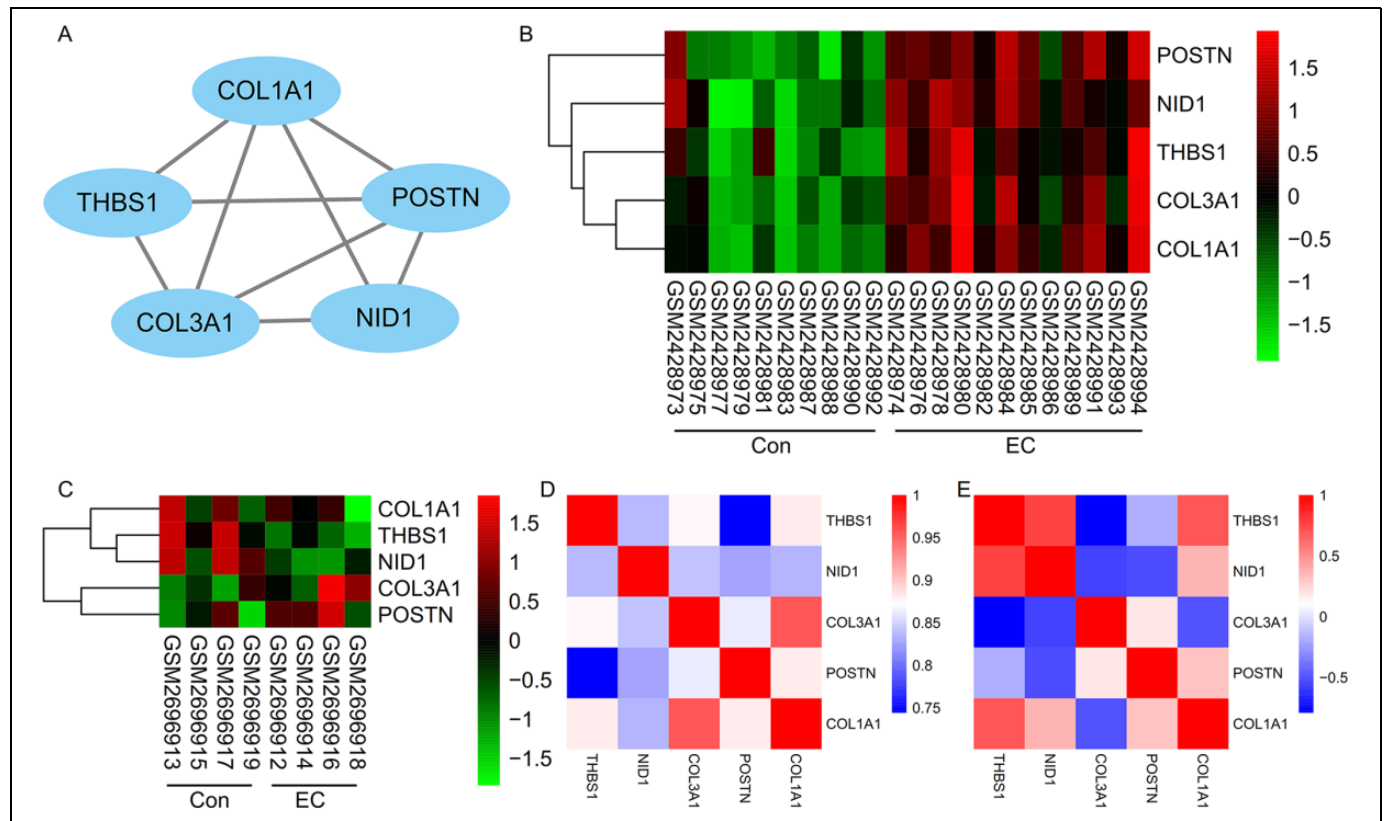 A
COL1A1
THBS1
POSTN
COL3A1
NID1
B
POSTN
NID1
THBS1
COL3A1
COL1A1
1.5
1
0.5
0
−0.5
−1
−1.5
GSM2428973
GSM2428975
GSM2428977
GSM2428979
GSM2428981
GSM2428983
GSM2428987
GSM2428988
GSM2428990
GSM2428992
GSM2428974
GSM2428976
GSM2428978
GSM2428980
GSM2428982
GSM2428984
GSM2428985
GSM2428986
GSM2428989
GSM2428991
GSM2428993
GSM2428994
Con
EC
C
COL1A1
THBS1
NID1
COL3A1
POSTN
1.5
1
0.5
0
−0.5
−1
−1.5
GSM2696913
GSM2696915
GSM2696917
GSM2696919
GSM2696912
GSM2696914
GSM2696916
GSM2696918
Con
EC
D
THBS1
NID1
COL3A1
POSTN
COL1A1
1
0.95
0.9
0.85
0.8
0.75
THBS1
NID1
COL3A1
POSTN
COL1A1
E
THBS1
NID1
COL3A1
POSTN
COL1A1
1
0.5
0
−0.5
THBS1
NID1
COL3A1
POSTN
COL1A1